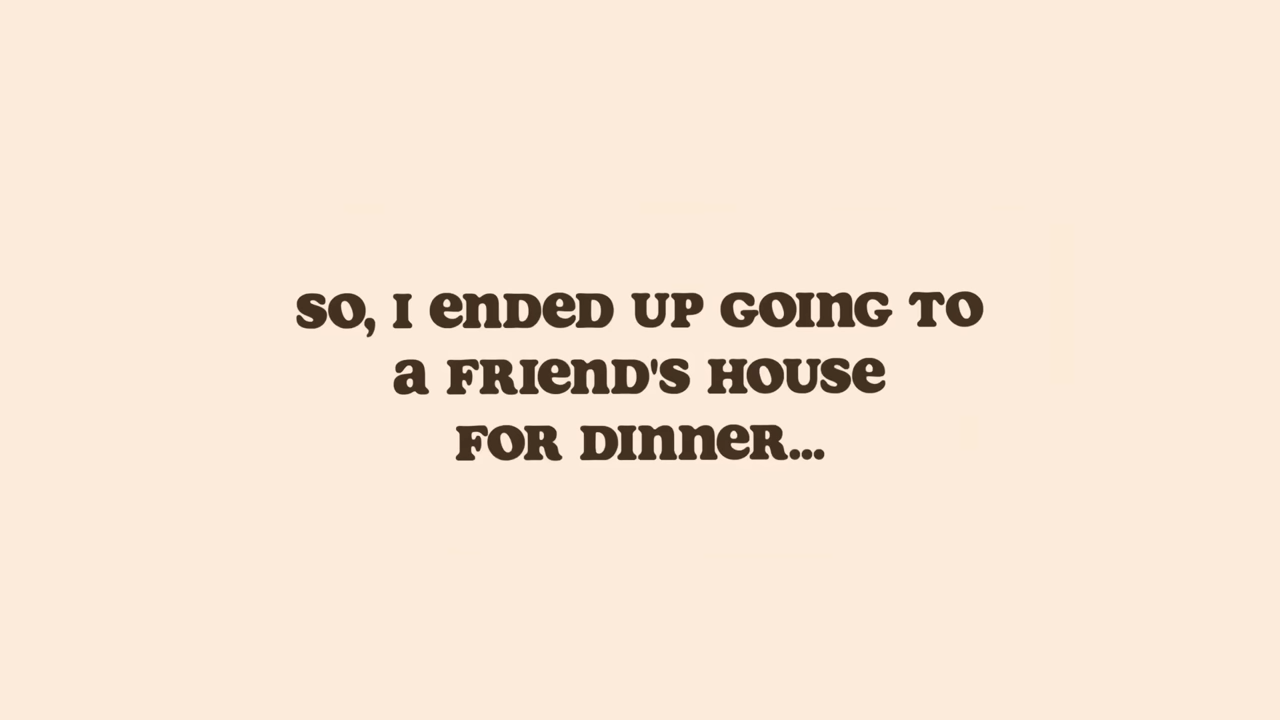 SO, I ENDED UP GOING TO
A FRIEND'S HOUSE
FOR DINNER...